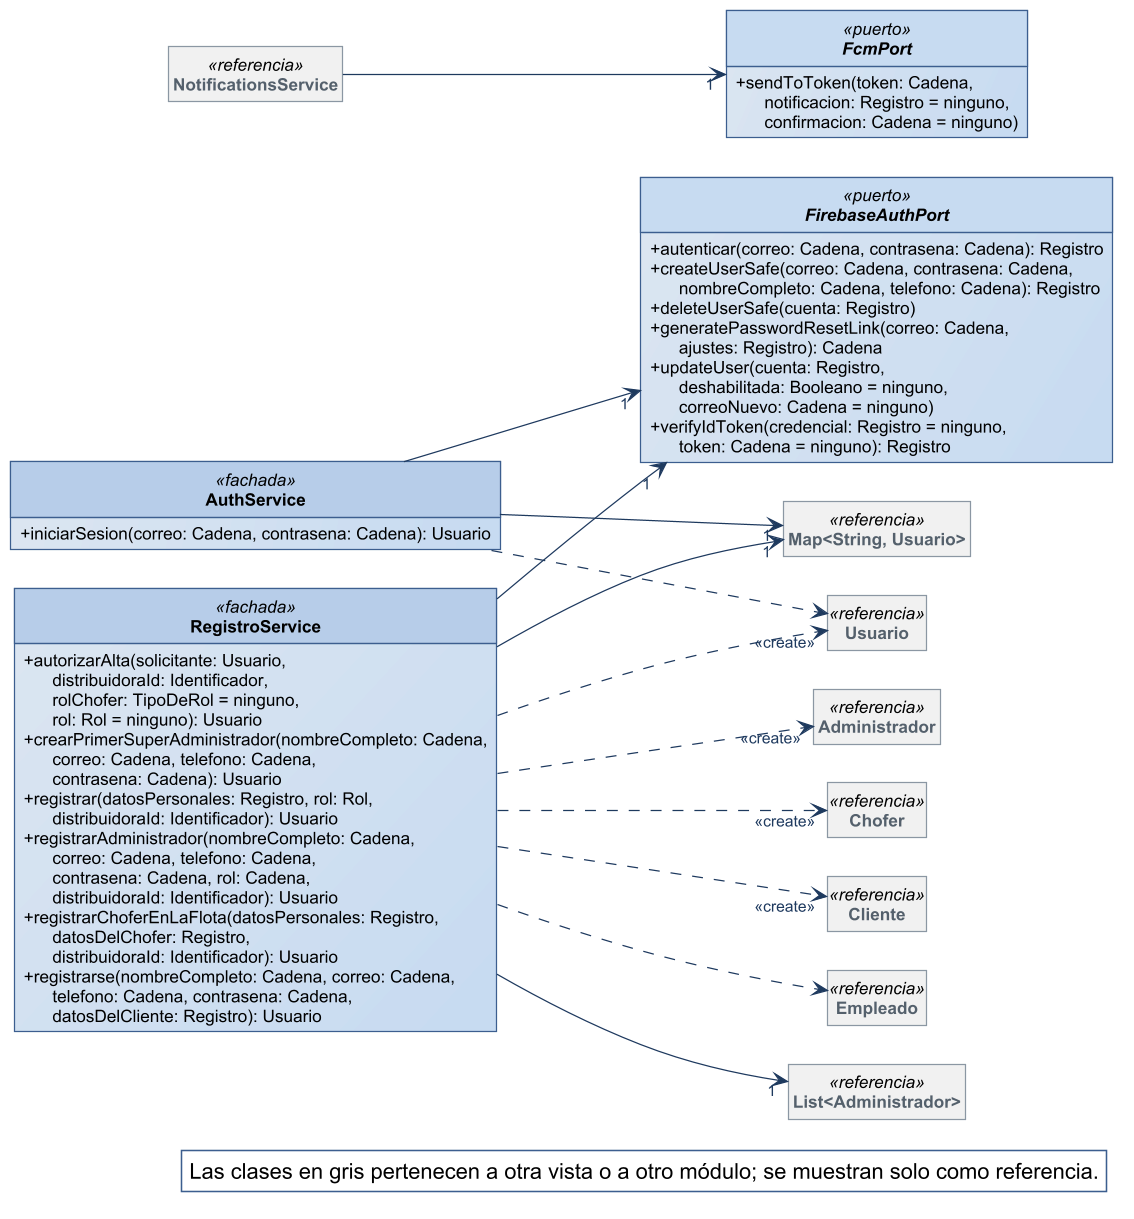 «puerto»
FcmPort
+sendToToken(token: Cadena,
notificacion: Registro = ninguno,
confirmacion: Cadena = ninguno)
«referencia»
NotificationsService
1
«puerto»
FirebaseAuthPort
+autenticar(correo: Cadena, contrasena: Cadena): Registro
+createUserSafe(correo: Cadena, contrasena: Cadena,
nombreCompleto: Cadena, telefono: Cadena): Registro
+deleteUserSafe(cuenta: Registro)
+generatePasswordResetLink(correo: Cadena,
ajustes: Registro): Cadena
+updateUser(cuenta: Registro,
deshabilitada: Booleano = ninguno,
correoNuevo: Cadena = ninguno)
+verifyIdToken(credencial: Registro = ninguno,
token: Cadena = ninguno): Registro
1
1
«fachada»
AuthService
+iniciarSesion(correo: Cadena, contrasena: Cadena): Usuario
«referencia»
Map<String, Usuario>
1
1
«fachada»
RegistroService
+autorizarAlta(solicitante: Usuario,
distribuidoraId: Identificador,
rolChofer: TipoDeRol = ninguno,
rol: Rol = ninguno): Usuario
+crearPrimerSuperAdministrador(nombreCompleto: Cadena,
correo: Cadena, telefono: Cadena,
contrasena: Cadena): Usuario
+registrar(datosPersonales: Registro, rol: Rol,
distribuidoraId: Identificador): Usuario
+registrarAdministrador(nombreCompleto: Cadena,
correo: Cadena, telefono: Cadena,
contrasena: Cadena, rol: Cadena,
distribuidoraId: Identificador): Usuario
+registrarChoferEnLaFlota(datosPersonales: Registro,
datosDelChofer: Registro,
distribuidoraId: Identificador): Usuario
+registrarse(nombreCompleto: Cadena, correo: Cadena,
telefono: Cadena, contrasena: Cadena,
datosDelCliente: Registro): Usuario
«referencia»
Usuario
«create»
«referencia»
Administrador
«create»
«referencia»
Chofer
«create»
«referencia»
Cliente
«create»
«referencia»
Empleado
«referencia»
List<Administrador>
1
Las clases en gris pertenecen a otra vista o a otro módulo; se muestran solo como referencia.